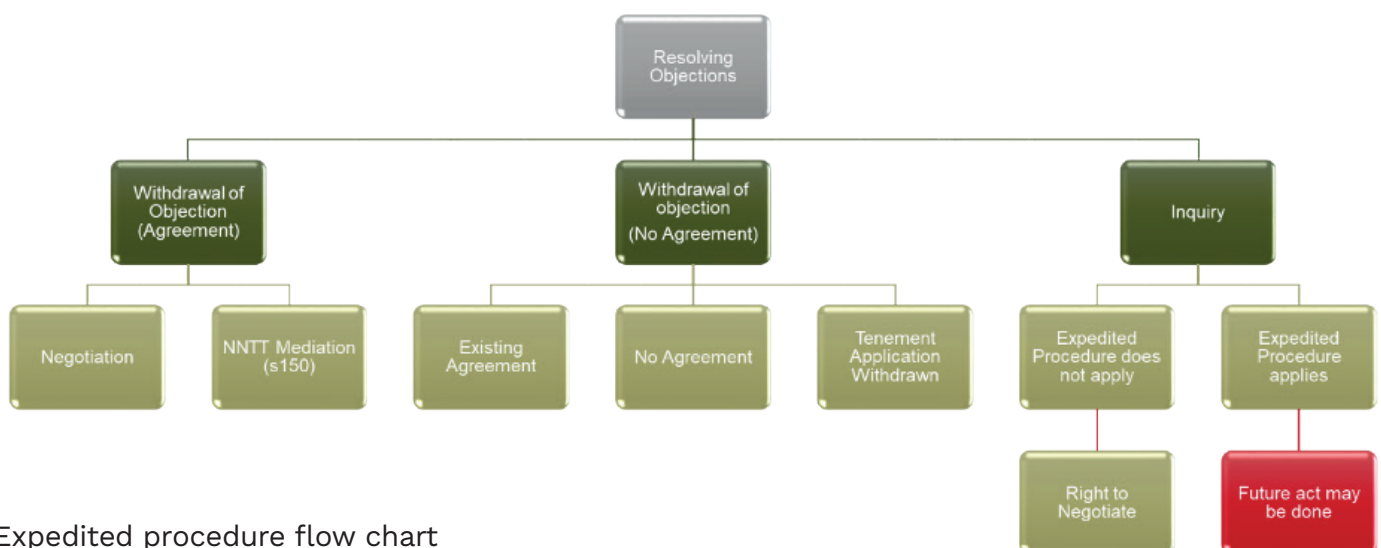 Resolving
Objections
Withdrawal of
Objection
(Agreement)
Withdrawal of
objection
(No Agreement)
Inquiry
Negotiation
NNTT Mediation
(s150)
Existing
Agreement
No Agreement
Tenement
Application
Withdrawn
Expedited
Procedure does
not apply
Expedited
Procedure
applies
Right to
Negotiate
Future act may
be done
Expedited procedure flow chart